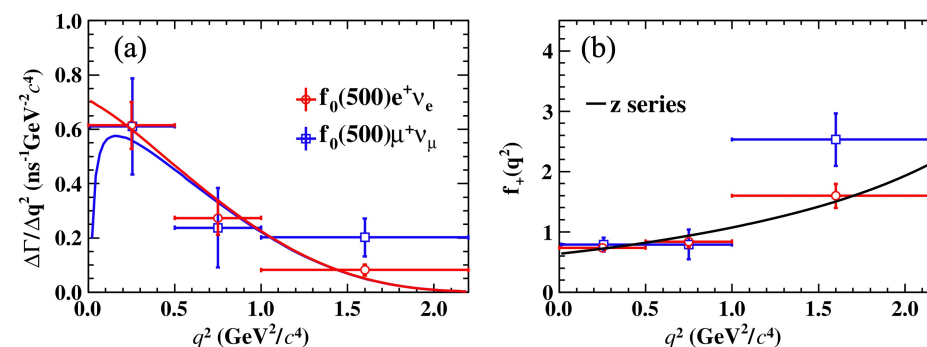 (a)
f₀(500)e⁺νₑ
f₀(500)μ⁺ν_μ
ΔΓ/Δq² (ns⁻¹GeV⁻²c⁴)
1.0
0.8
0.6
0.4
0.2
0.0
0.0 0.5 1.0 1.5 2.0
q² (GeV²/c⁴)
(b)
z series
f₊(q²)
4
3
2
1
0
0.0 0.5 1.0 1.5 2.0
q² (GeV²/c⁴)